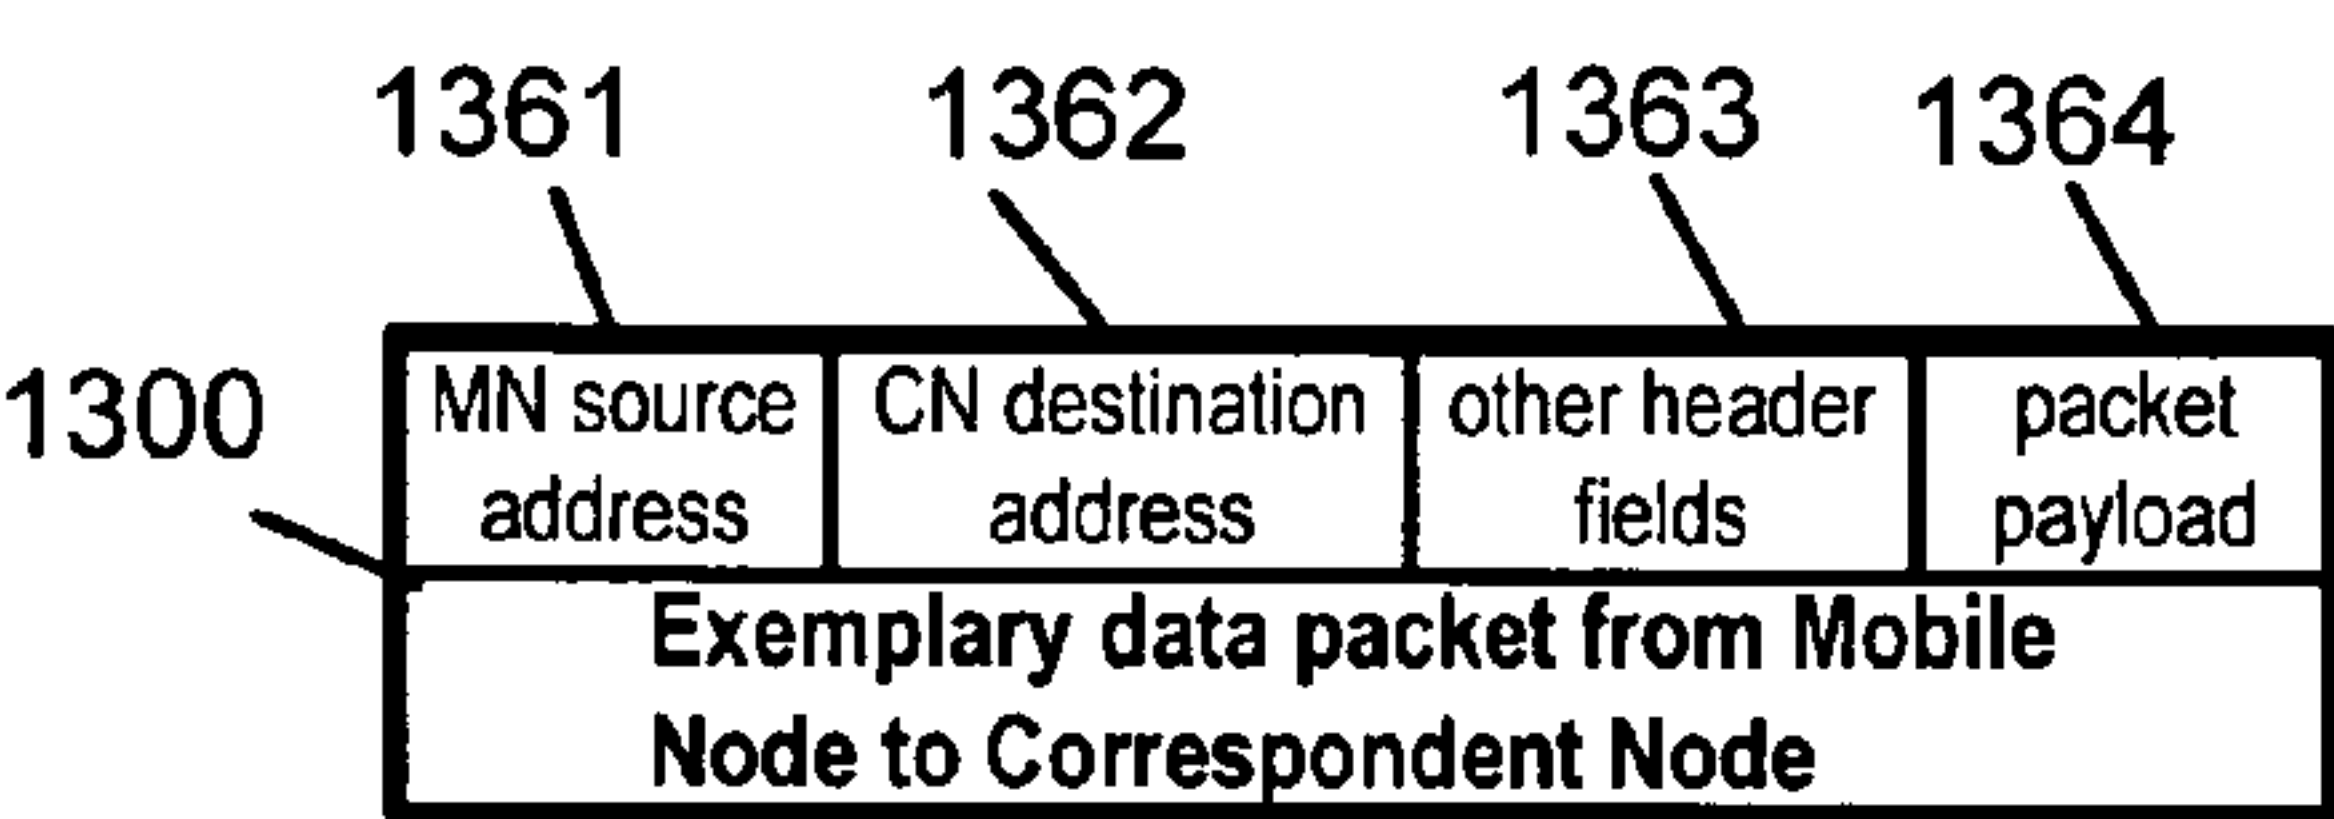 1361 1362 1363 1364
1300
MN source CN destination other header packet
address address fields payload
Exemplary data packet from Mobile
Node to Correspondent Node